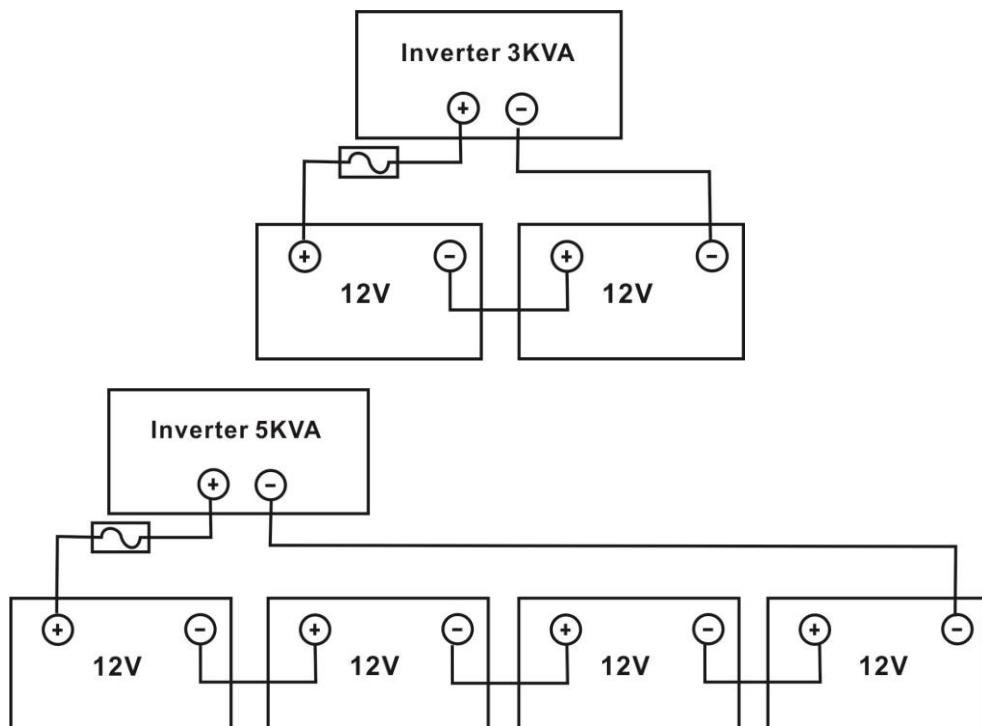 Inverter 3KVA
+ −
+ − + −
12V 12V
Inverter 5KVA
+ −
+ − + − + − + −
12V 12V 12V 12V